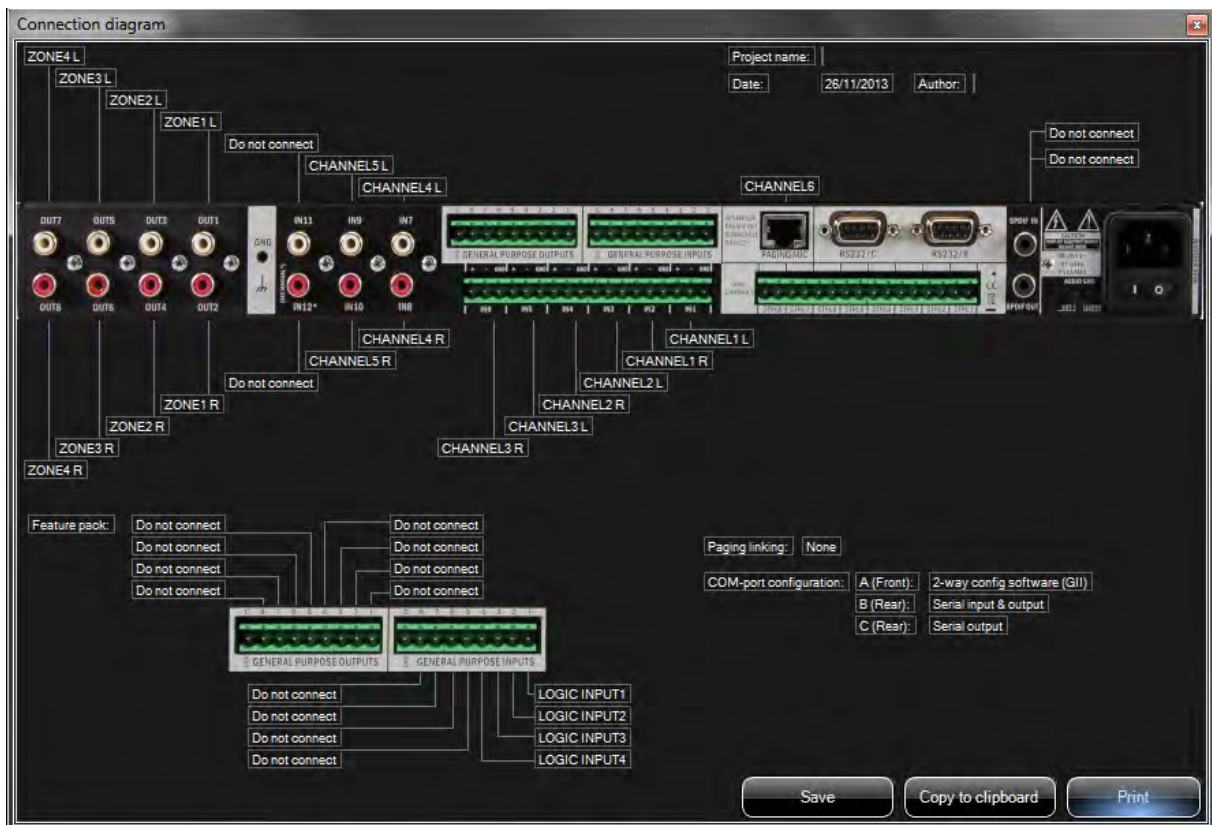 Connection diagram
ZONE4 L
ZONE3 L
ZONE2 L
ZONE1 L
Do not connect
CHANNEL5 L
CHANNEL4 L
Project name:
Date: 26/11/2013 Author:
CHANNEL6
Do not connect
Do not connect
OUT7 OUT5 OUT3 OUT1
GND
IN11 IN9 IN7
GENERAL PURPOSE OUTPUTS GENERAL PURPOSE INPUTS
PAGING MIC RS232/C RS232/B
SPDIF IN
CAUTION
OUT8 OUT6 OUT4 OUT2
IN12* IN10 IN8
IN6 IN5 IN4 IN3 IN2 IN1
SPDIF OUT
I O
CHANNEL4 R
CHANNEL5 R
Do not connect
ZONE1 R
ZONE2 R
ZONE3 R
ZONE4 R
CHANNEL1 L
CHANNEL1 R
CHANNEL2 L
CHANNEL2 R
CHANNEL3 L
CHANNEL3 R
Feature pack:
Do not connect Do not connect
Do not connect Do not connect
Do not connect Do not connect
Do not connect Do not connect
GENERAL PURPOSE OUTPUTS GENERAL PURPOSE INPUTS
Do not connect LOGIC INPUT1
Do not connect LOGIC INPUT2
Do not connect LOGIC INPUT3
Do not connect LOGIC INPUT4
Paging linking: None
COM-port configuration: A (Front): 2-way config software (GII)
B (Rear): Serial input & output
C (Rear): Serial output
Save Copy to clipboard Print